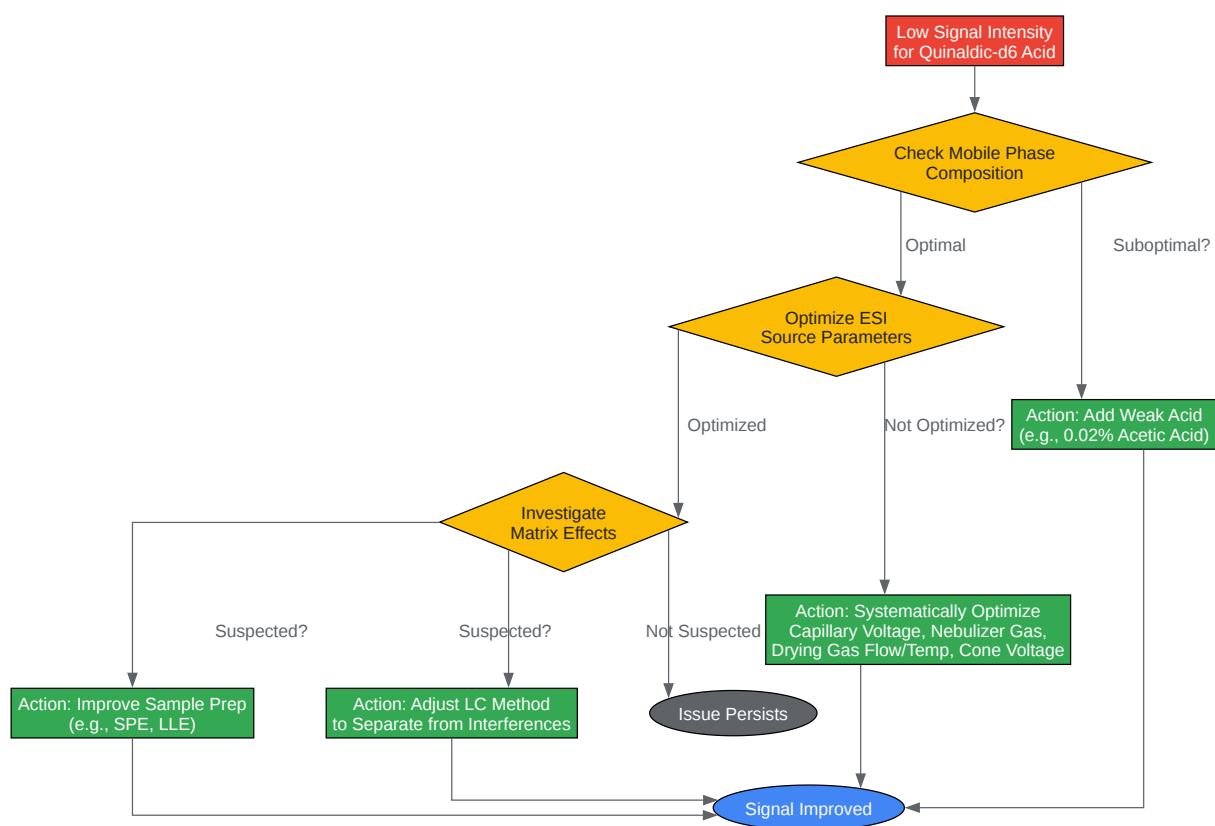 Low Signal Intensity
for Quinaldic-d6 Acid
Check Mobile Phase
Composition
Optimal
Suboptimal?
Optimize ESI
Source Parameters
Optimized
Not Optimized?
Action: Add Weak Acid
(e.g., 0.02% Acetic Acid)
Investigate
Matrix Effects
Suspected?
Suspected?
Not Suspected
Action: Systematically Optimize
Capillary Voltage, Nebulizer Gas,
Drying Gas Flow/Temp, Cone Voltage
Action: Improve Sample Prep
(e.g., SPE, LLE)
Action: Adjust LC Method
to Separate from Interferences
Issue Persists
Signal Improved